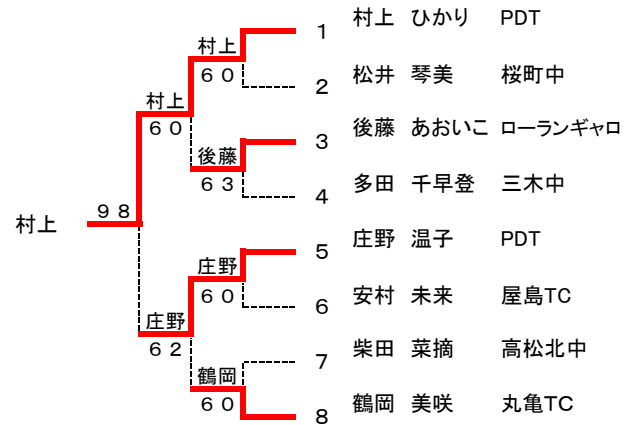 村上 1 村上 ひかり PDT
６０ 2 松井 琴美 桜町中
村上
６０
後藤 3 後藤 あおいこ ローランギャロ
６３ 4 多田 千早登 三木中
村上 ９８
庄野 5 庄野 温子 PDT
６０ 6 安村 未来 屋島TC
庄野
６２
鶴岡 7 柴田 菜摘 高松北中
６０ 8 鶴岡 美咲 丸亀TC